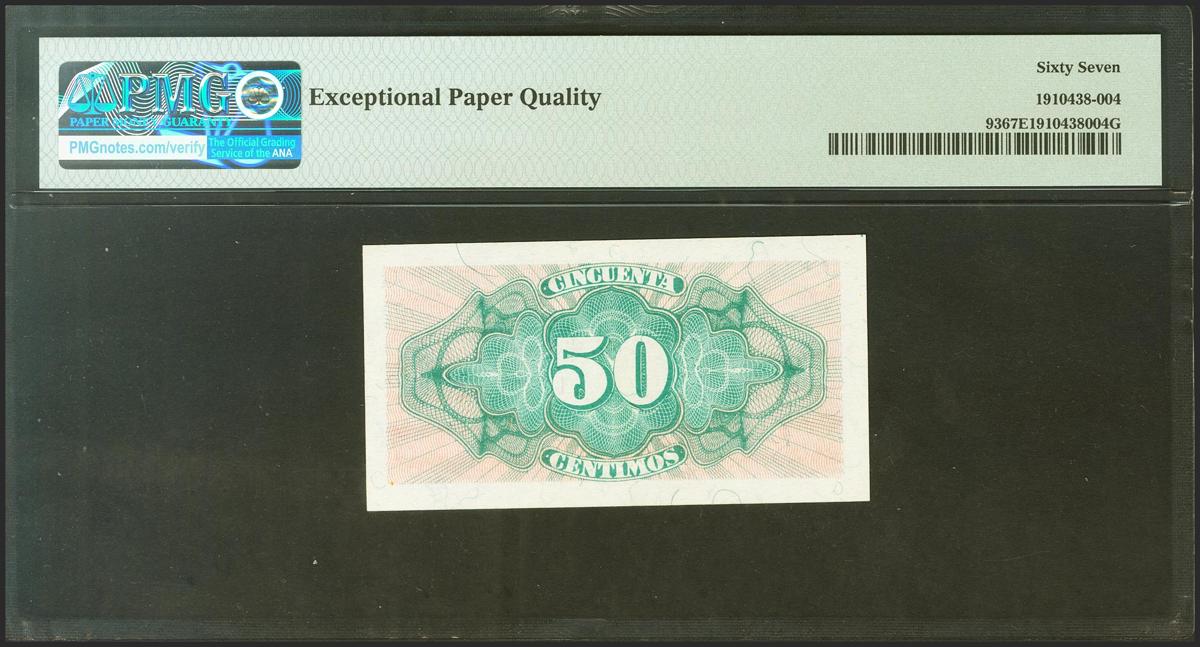 PMG
PAPER MONEY GUARANTY
PMGnotes.com/verify
The Official Grading
Service of the ANA
Exceptional Paper Quality
Sixty Seven
1910438-004
9367E1910438004G
CINCUENTA
50
CENTIMOS